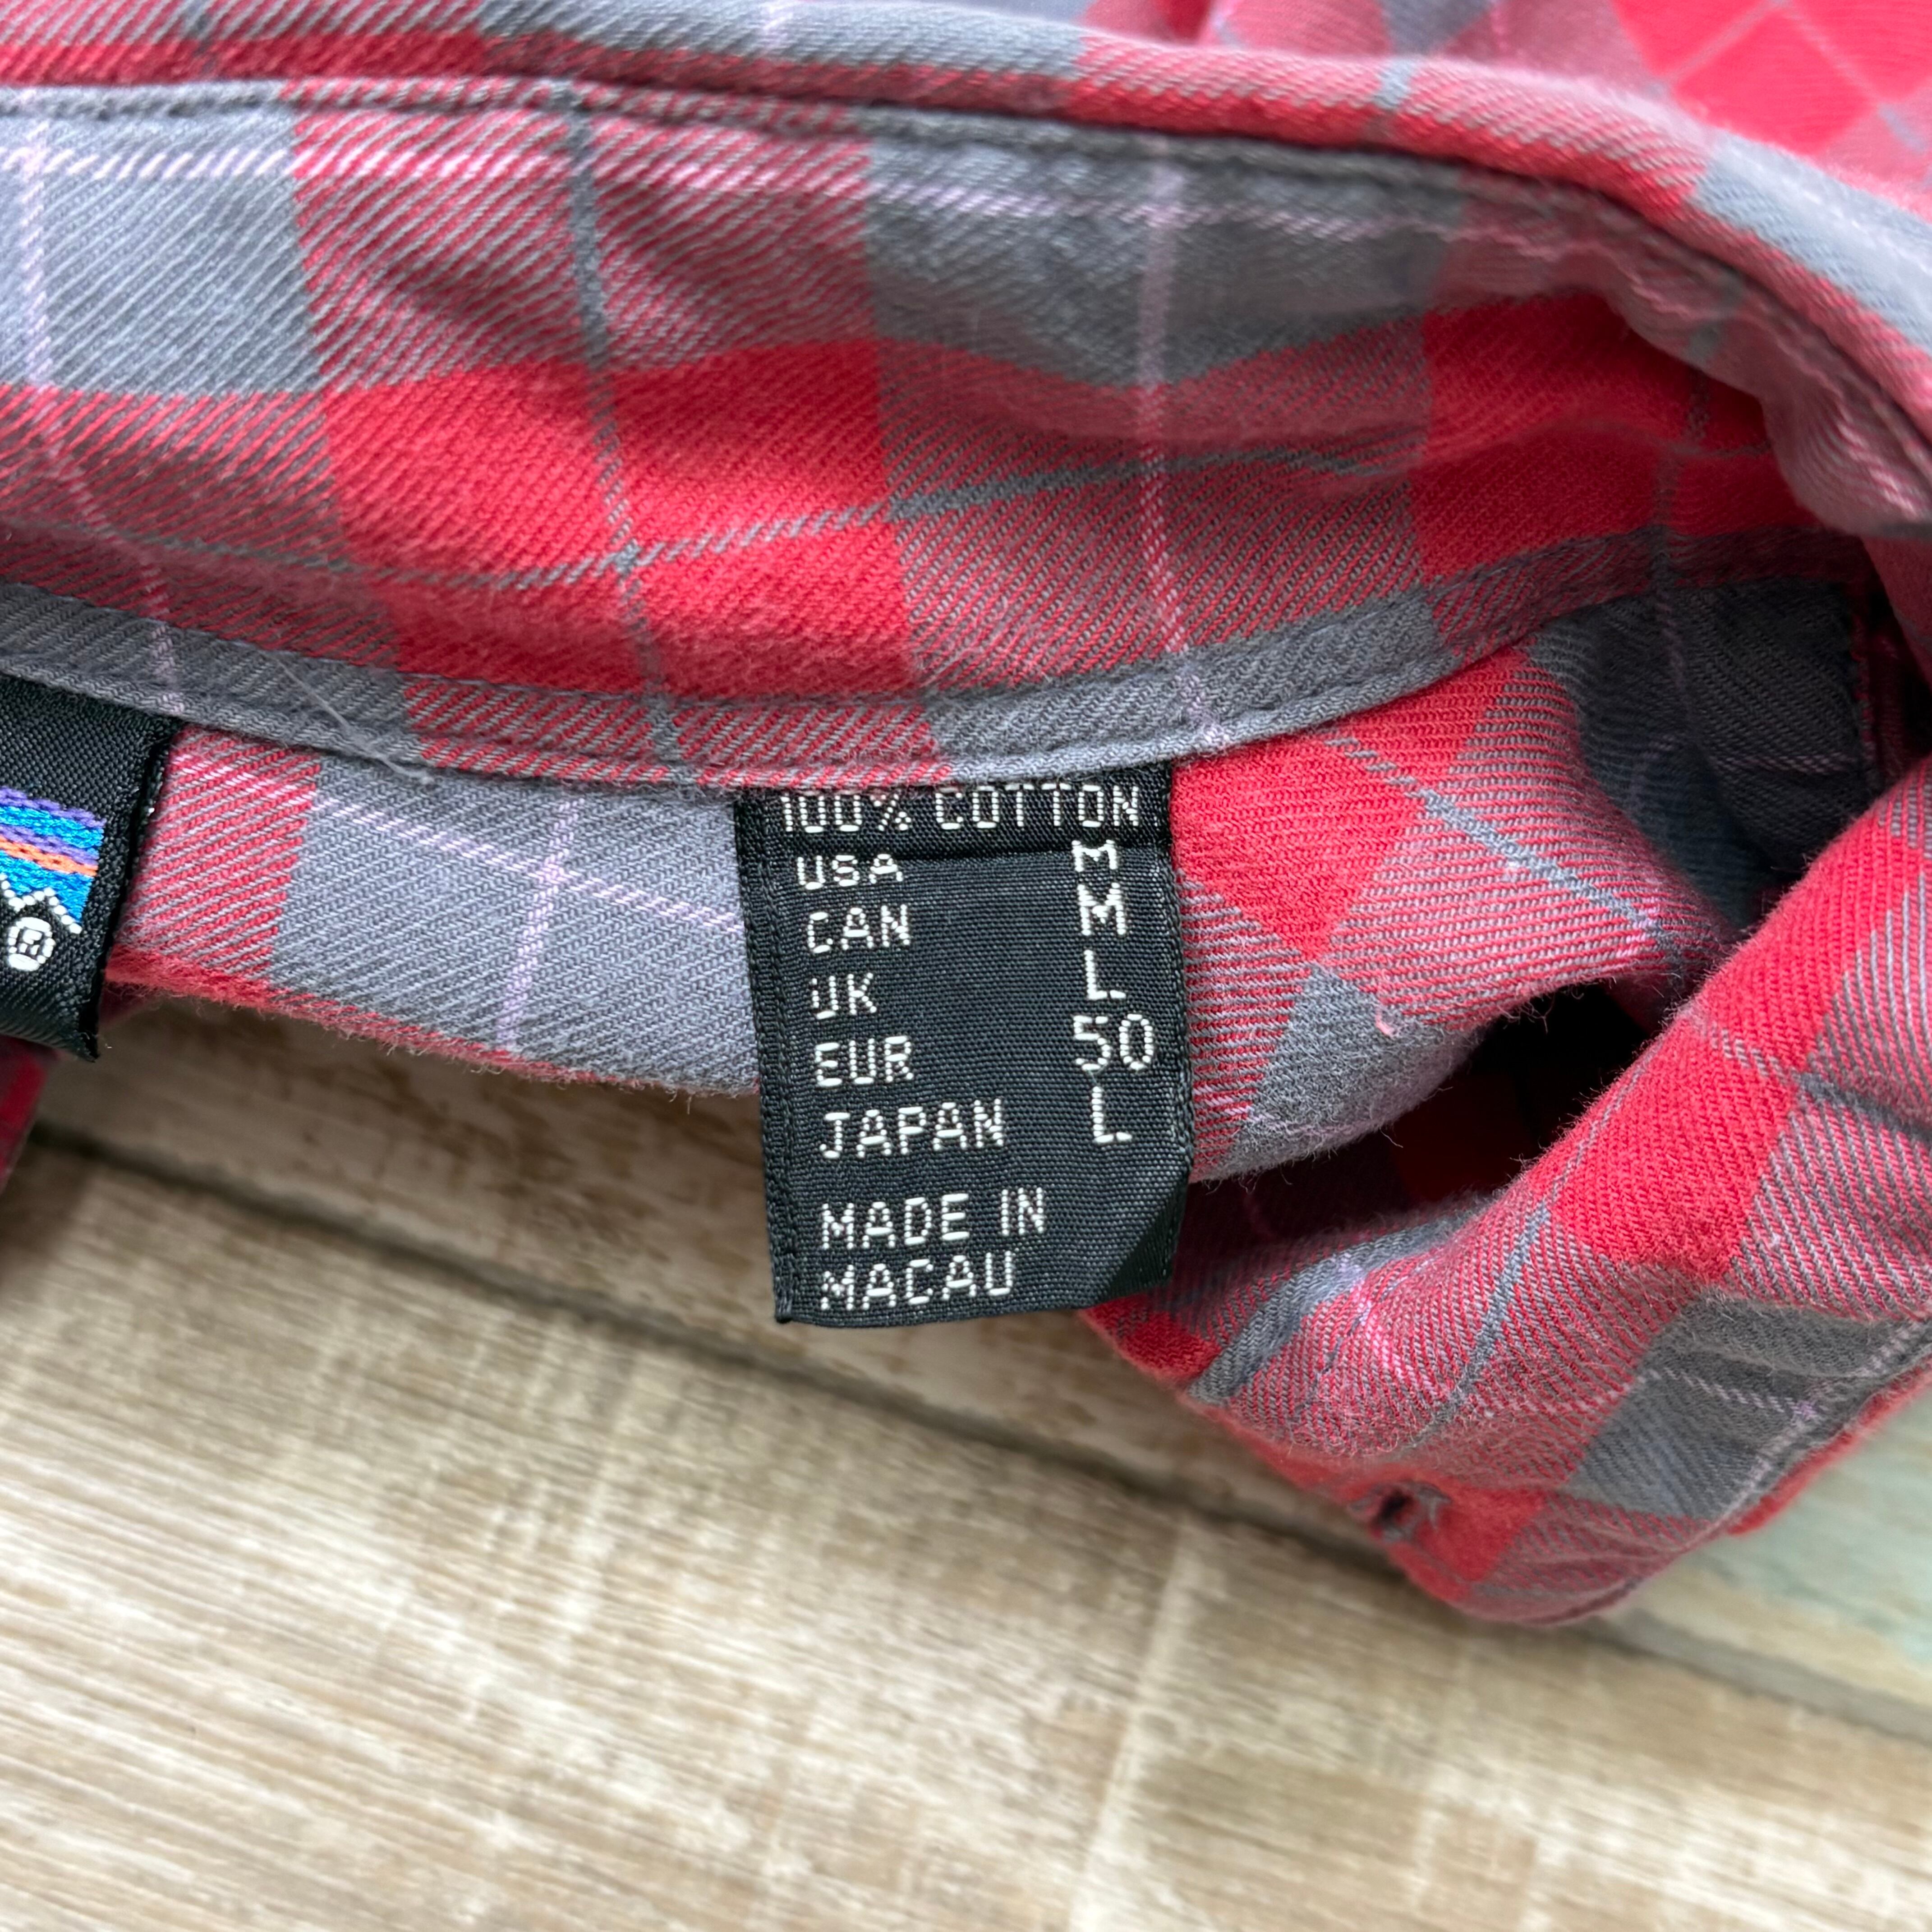 100% COTTON
USA M
CAN M
UK L
EUR 50
JAPAN L
MADE IN
MACAU
®